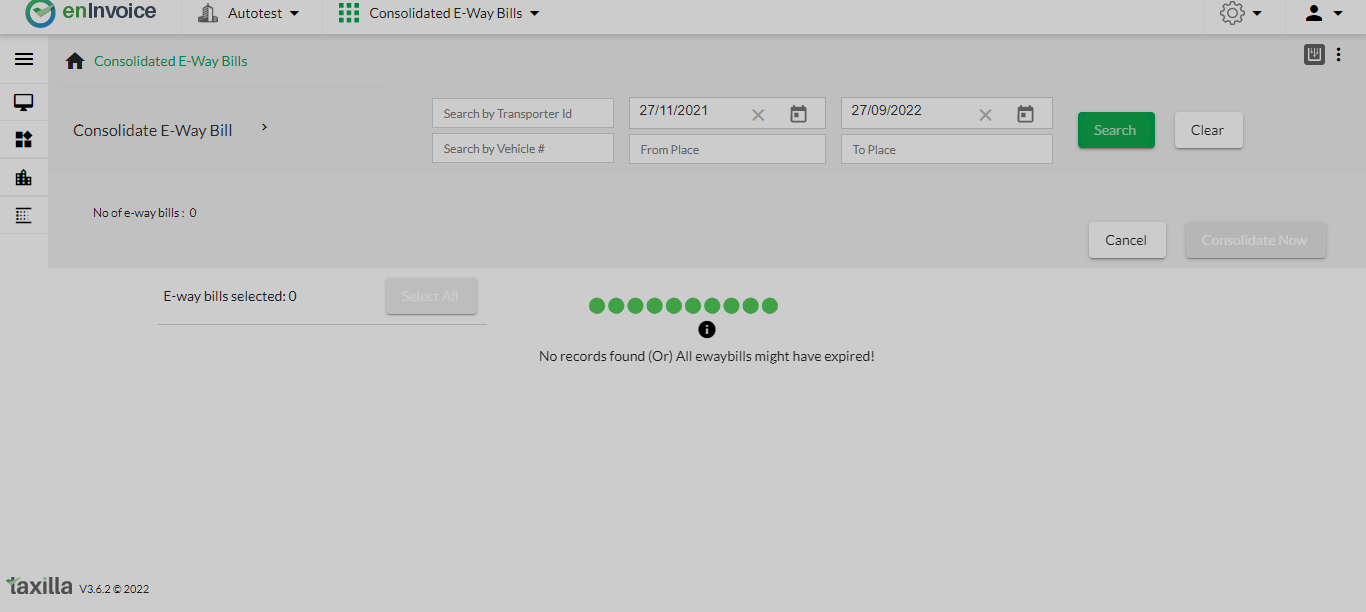 enInvoice
Autotest
Consolidated E-Way Bills
Consolidated E-Way Bills
Consolidate E-Way Bill
Search by Transporter Id
27/11/2021
27/09/2022
Search
Clear
Search by Vehicle #
From Place
To Place
No of e-way bills : 0
Cancel
Consolidate Now
E-way bills selected: 0
Select All
No records found (Or) All ewaybills might have expired!
taxilla V3.6.2 © 2022